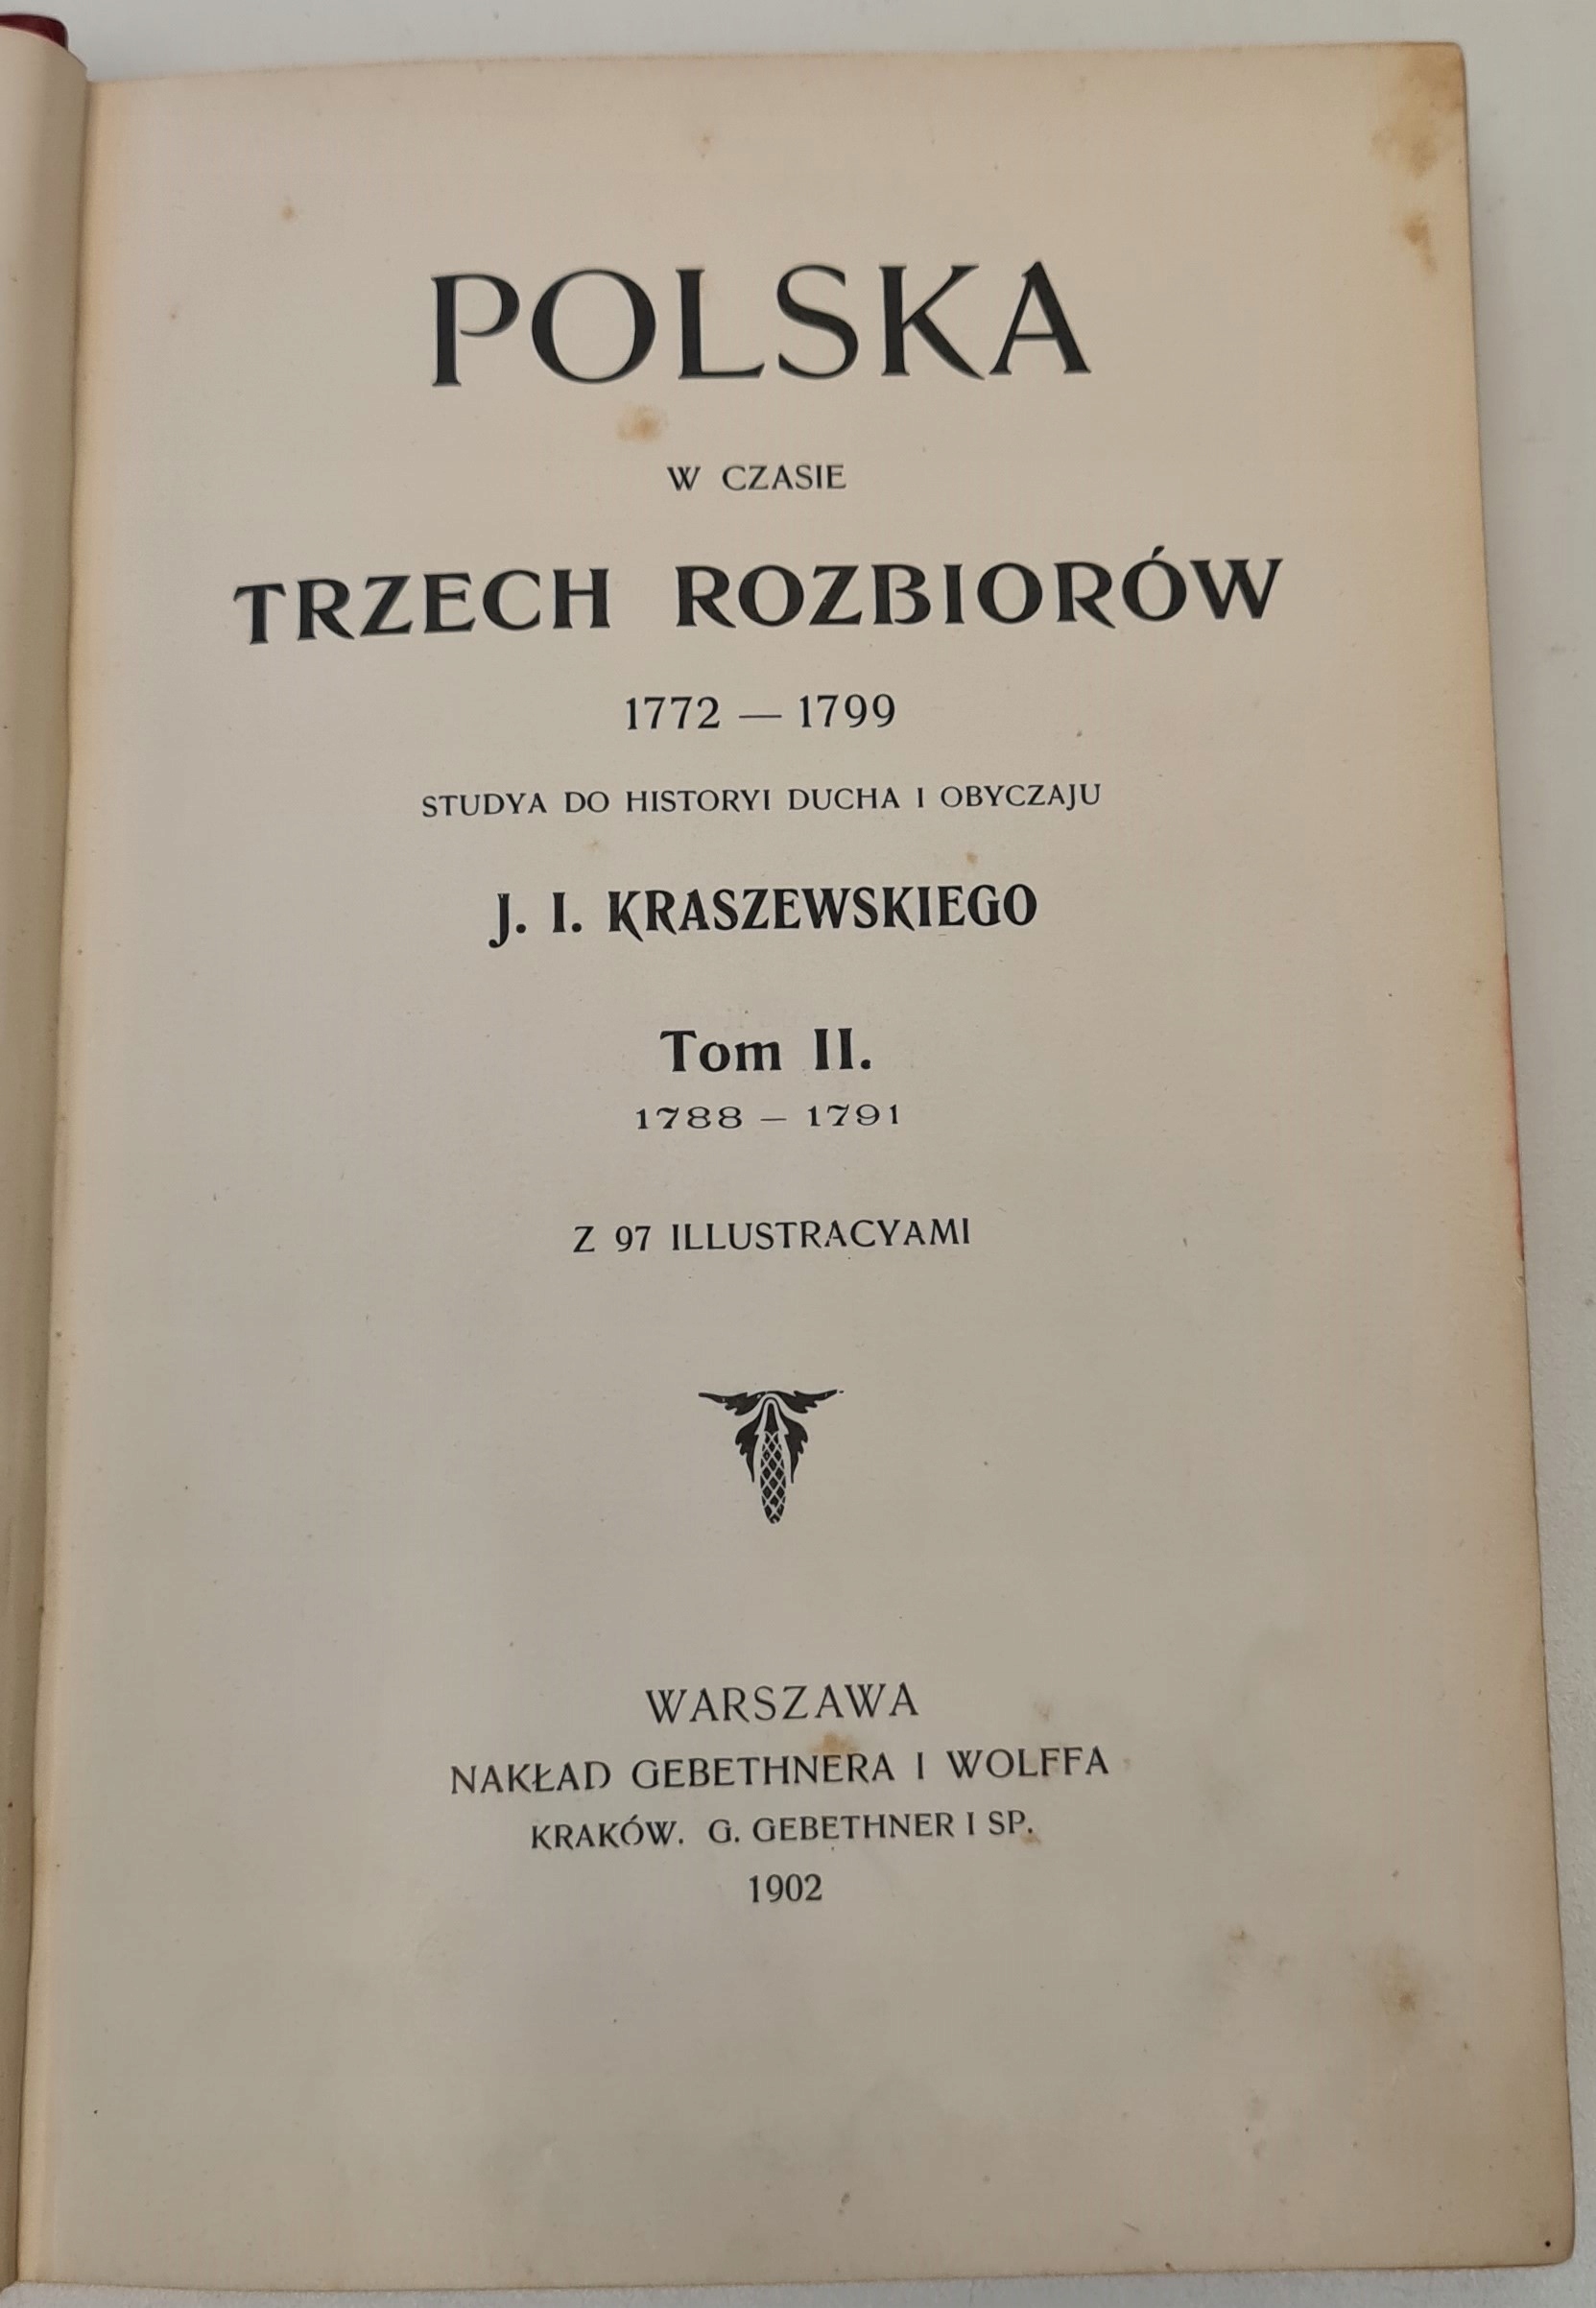 POLSKA
W CZASIE
TRZECH ROZBIORÓW
1772 — 1799
STUDYA DO HISTORYI DUCHA I OBYCZAJU
J. I. KRASZEWSKIEGO
Tom II.
1788 — 1791
Z 97 ILLUSTRACYAMI
WARSZAWA
NAKŁAD GEBETHNERA I WOLFFA
KRAKÓW. G. GEBETHNER I SP.
1902